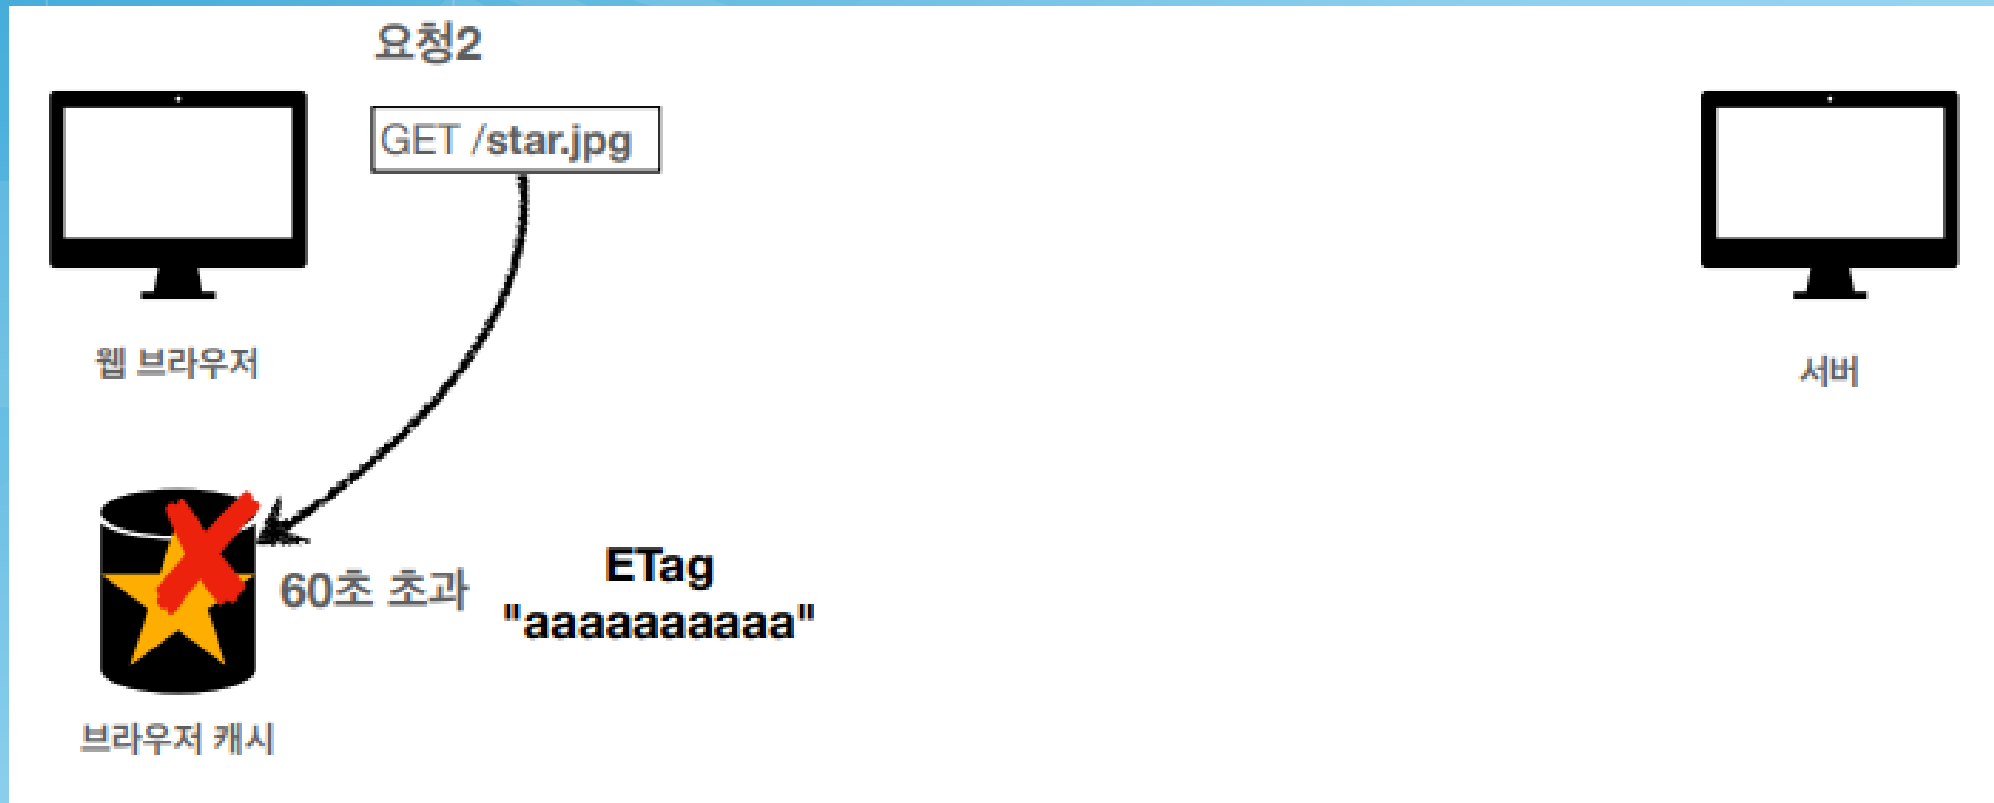 요청2
GET /star.jpg
웹 브라우저
서버
60초 초과
ETag
"aaaaaaaaaa"
브라우저 캐시